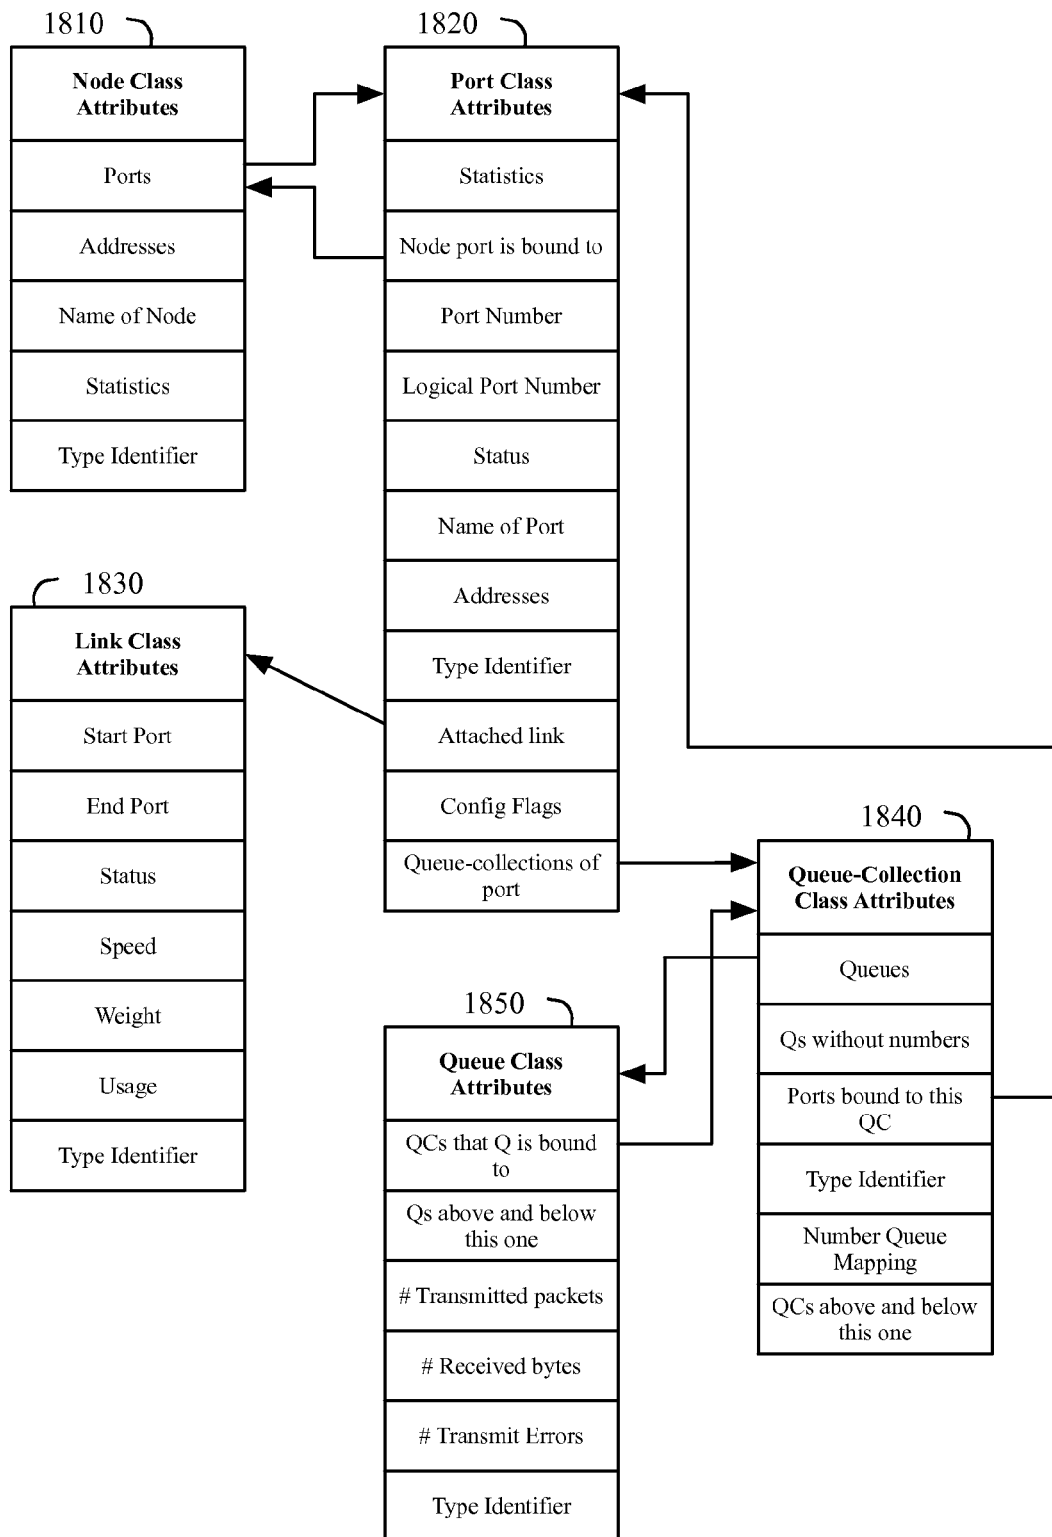 1810
Node Class
Attributes
Ports
Addresses
Name of Node
Statistics
Type Identifier
1820
Port Class
Attributes
Statistics
Node port is bound to
Port Number
Logical Port Number
Status
Name of Port
Addresses
Type Identifier
Attached link
Config Flags
Queue-collections of
port
1830
Link Class
Attributes
Start Port
End Port
Status
Speed
Weight
Usage
Type Identifier
1840
Queue-Collection
Class Attributes
Queues
Qs without numbers
Ports bound to this
QC
Type Identifier
Number Queue
Mapping
QCs above and below
this one
1850
Queue Class
Attributes
QCs that Q is bound
to
Qs above and below
this one
# Transmitted packets
# Received bytes
# Transmit Errors
Type Identifier